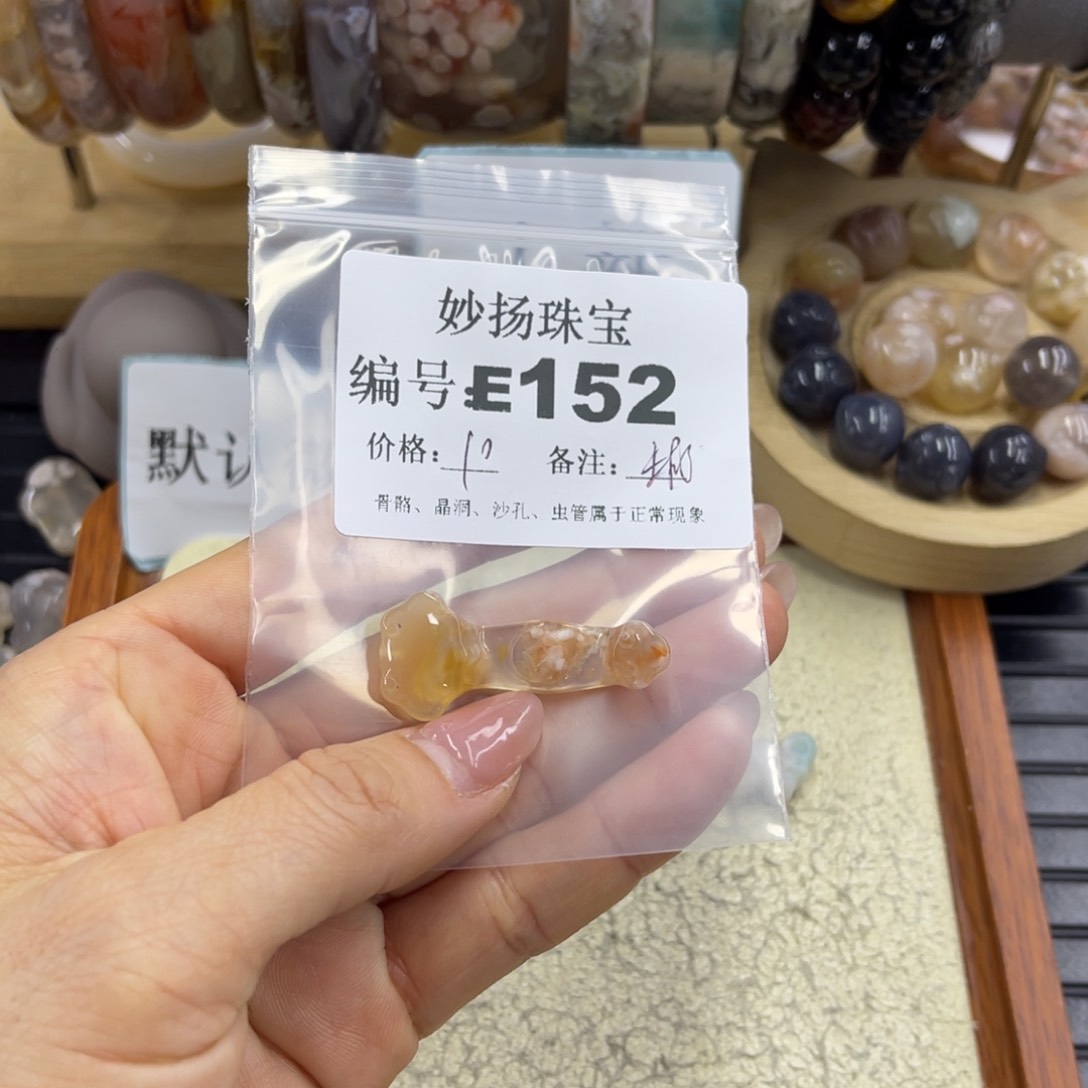 妙扬珠宝
编号:E152
价格: 备注:
骨骼、晶洞、沙孔、虫管属于正常现象
默认